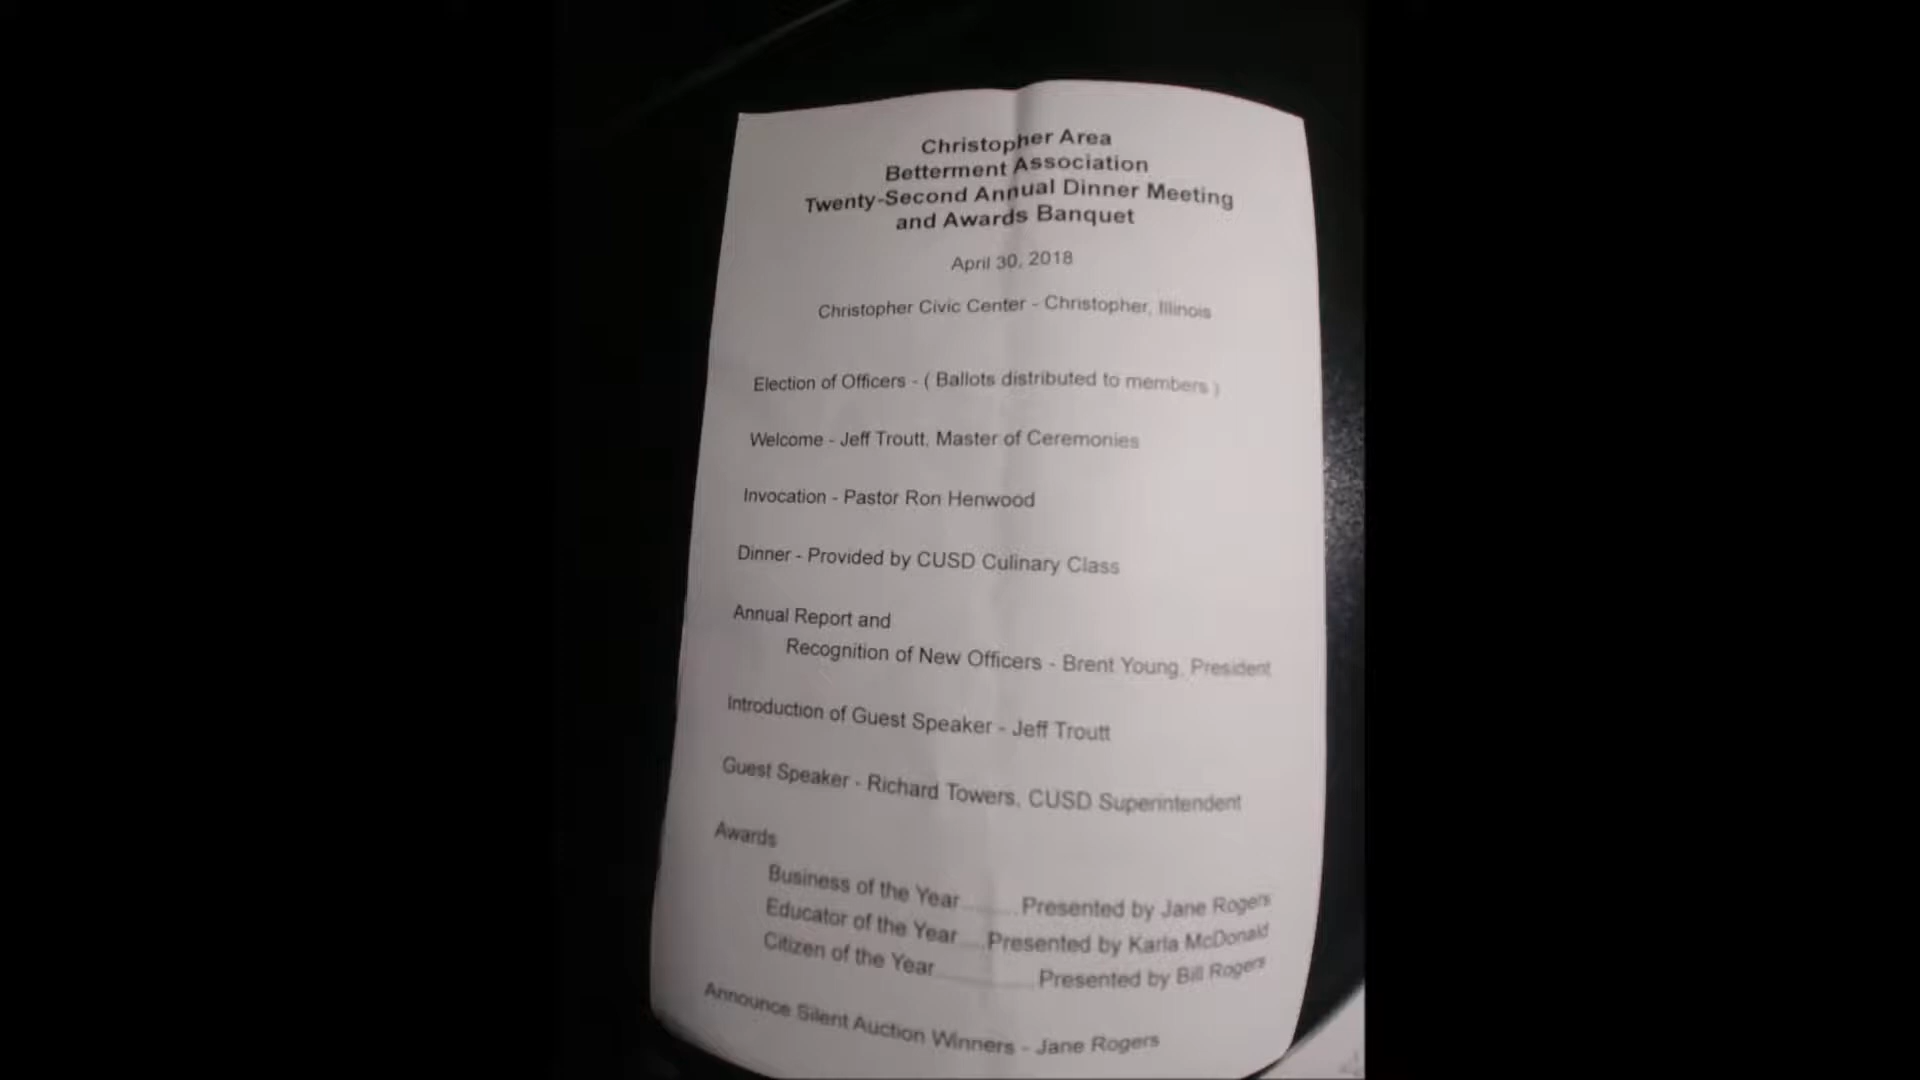 Christopher Area
Betterment Association
Twenty-Second Annual Dinner Meeting
and Awards Banquet
April 30, 2018
Christopher Civic Center - Christopher, Illinois
Election of Officers - ( Ballots distributed to members )
Welcome - Jeff Troutt, Master of Ceremonies
Invocation - Pastor Ron Henwood
Dinner - Provided by CUSD Culinary Class
Annual Report and
Recognition of New Officers - Brent Young, President
Introduction of Guest Speaker - Jeff Troutt
Guest Speaker - Richard Towers, CUSD Superintendent
Awards
Business of the Year..........Presented by Jane Rogers
Educator of the Year.....Presented by Karla McDonald
Citizen of the Year................Presented by Bill Rogers
Announce Silent Auction Winners - Jane Rogers